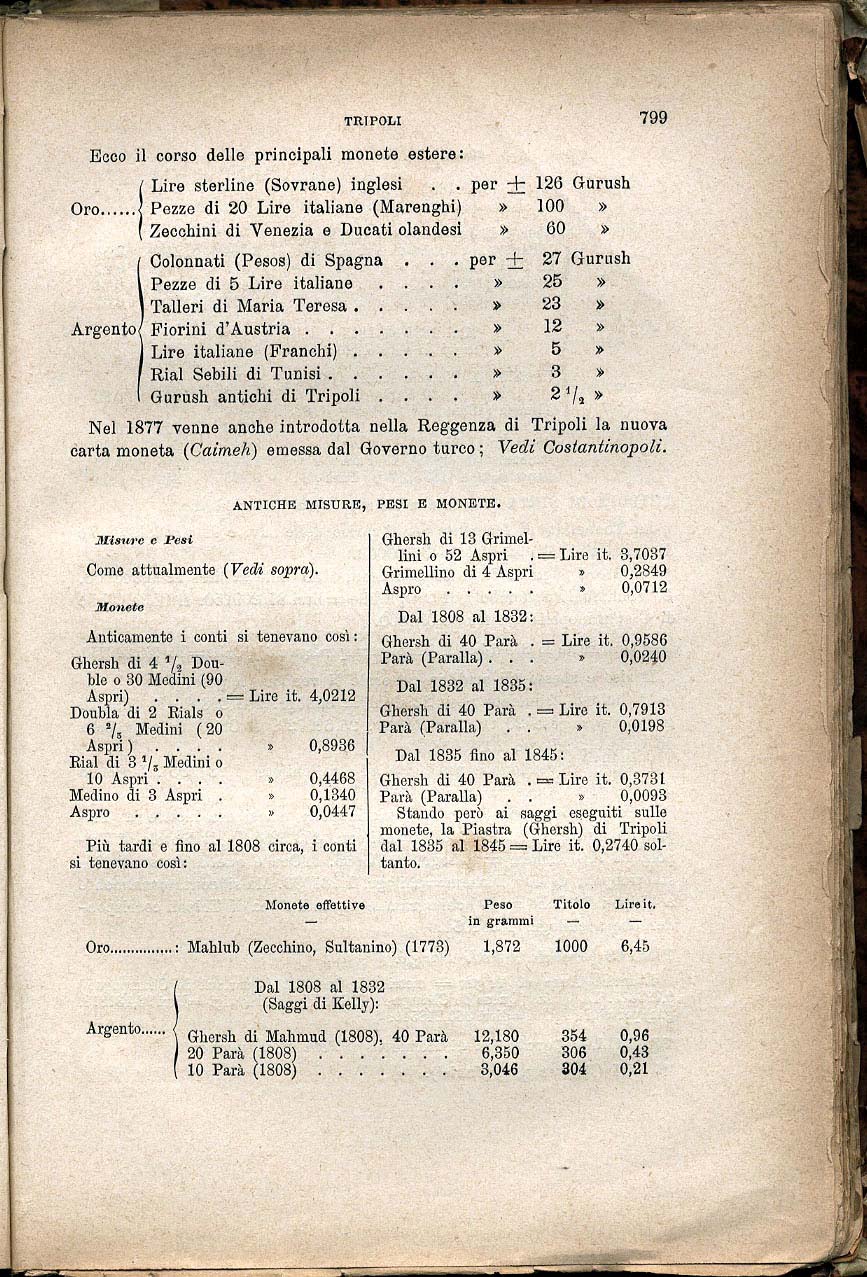 TRIPOLI 799
Ecco il corso delle principali monete estere:
Oro...... Lire sterline (Sovrane) inglesi . . per ± 126 Gurush
Pezze di 20 Lire italiane (Marenghi) » 100 »
Zecchini di Venezia e Ducati olandesi » 60 »
Argento Colonnati (Pesos) di Spagna . . . per ± 27 Gurush
Pezze di 5 Lire italiane . . . . » 25 »
Talleri di Maria Teresa . . . . . » 23 »
Fiorini d'Austria . . . . . . . » 12 »
Lire italiane (Franchi) . . . . . » 5 »
Rial Sebili di Tunisi . . . . . . » 3 »
Gurush antichi di Tripoli . . . . » 2 1/2 »
Nel 1877 venne anche introdotta nella Reggenza di Tripoli la nuova
carta moneta (Caimeh) emessa dal Governo turco; Vedi Costantinopoli.
ANTICHE MISURE, PESI E MONETE.
Misure e Pesi
Come attualmente (Vedi sopra).
Monete
Anticamente i conti si tenevano così:
Ghersh di 4 1/2 Dou-
ble o 30 Medini (90
Aspri) . . . . = Lire it. 4,0212
Doubla di 2 Rials o
6 2/3 Medini (20
Aspri) . . . . » 0,8936
Rial di 3 1/3 Medini o
10 Aspri . . . . » 0,4468
Medino di 3 Aspri . » 0,1340
Aspro . . . . . » 0,0447
Più tardi e fino al 1808 circa, i conti
si tenevano così:
Ghersh di 13 Grimel-
lini o 52 Aspri . = Lire it. 3,7037
Grimellino di 4 Aspri » 0,2849
Aspro . . . . . » 0,0712
Dal 1808 al 1832:
Ghersh di 40 Parà . = Lire it. 0,9586
Parà (Paralla) . . . » 0,0240
Dal 1832 al 1835:
Ghersh di 40 Parà . = Lire it. 0,7913
Parà (Paralla) . . » 0,0198
Dal 1835 fino al 1845:
Ghersh di 40 Parà . = Lire it. 0,3731
Parà (Paralla) . . » 0,0093
Stando però ai saggi eseguiti sulle
monete, la Piastra (Ghersh) di Tripoli
dal 1835 al 1845 = Lire it. 0,2740 sol-
tanto.
Monete effettive Peso Titolo Lire it.
— in grammi — —
Oro...............: Mahlub (Zecchino, Sultanino) (1773) 1,872 1000 6,45
Dal 1808 al 1832
(Saggi di Kelly):
Argento...... Ghersh di Mahmud (1808), 40 Parà 12,180 354 0,96
20 Parà (1808) . . . . . . . 6,350 306 0,43
10 Parà (1808) . . . . . . . 3,046 304 0,21